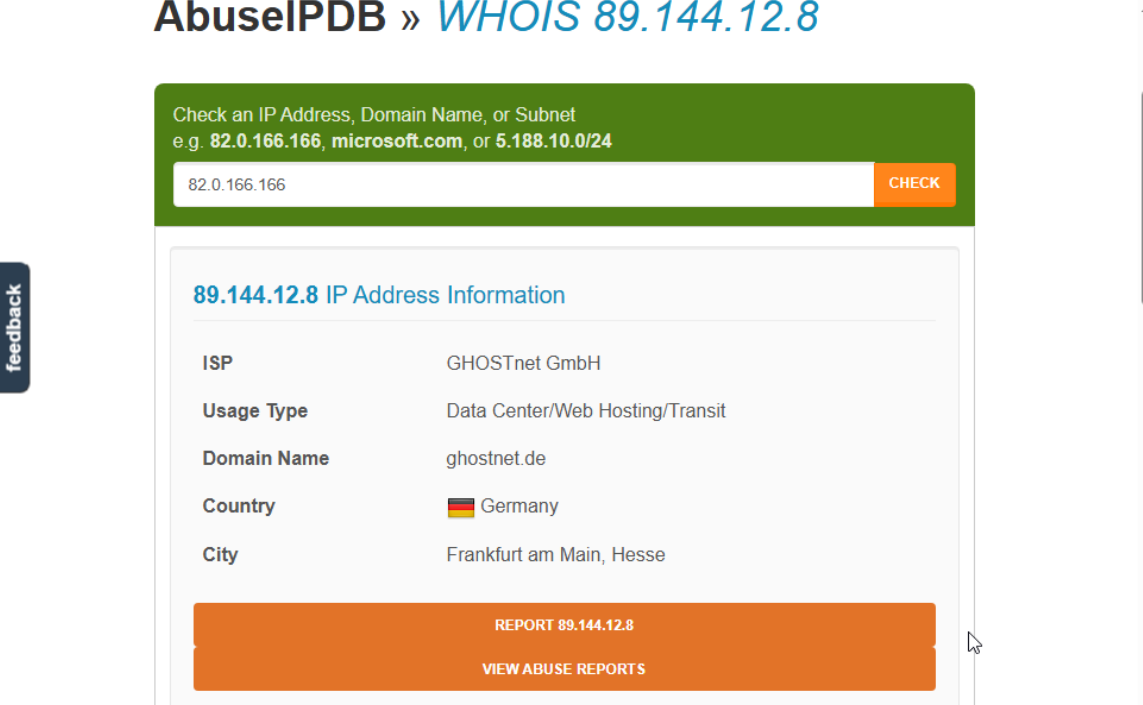 AbuseIPDB » WHOIS 89.144.12.8
Check an IP Address, Domain Name, or Subnet
e.g. 82.0.166.166, microsoft.com, or 5.188.10.0/24
82.0.166.166
CHECK
feedback
89.144.12.8 IP Address Information
ISP GHOSTnet GmbH
Usage Type Data Center/Web Hosting/Transit
Domain Name ghostnet.de
Country Germany
City Frankfurt am Main, Hesse
REPORT 89.144.12.8
VIEW ABUSE REPORTS